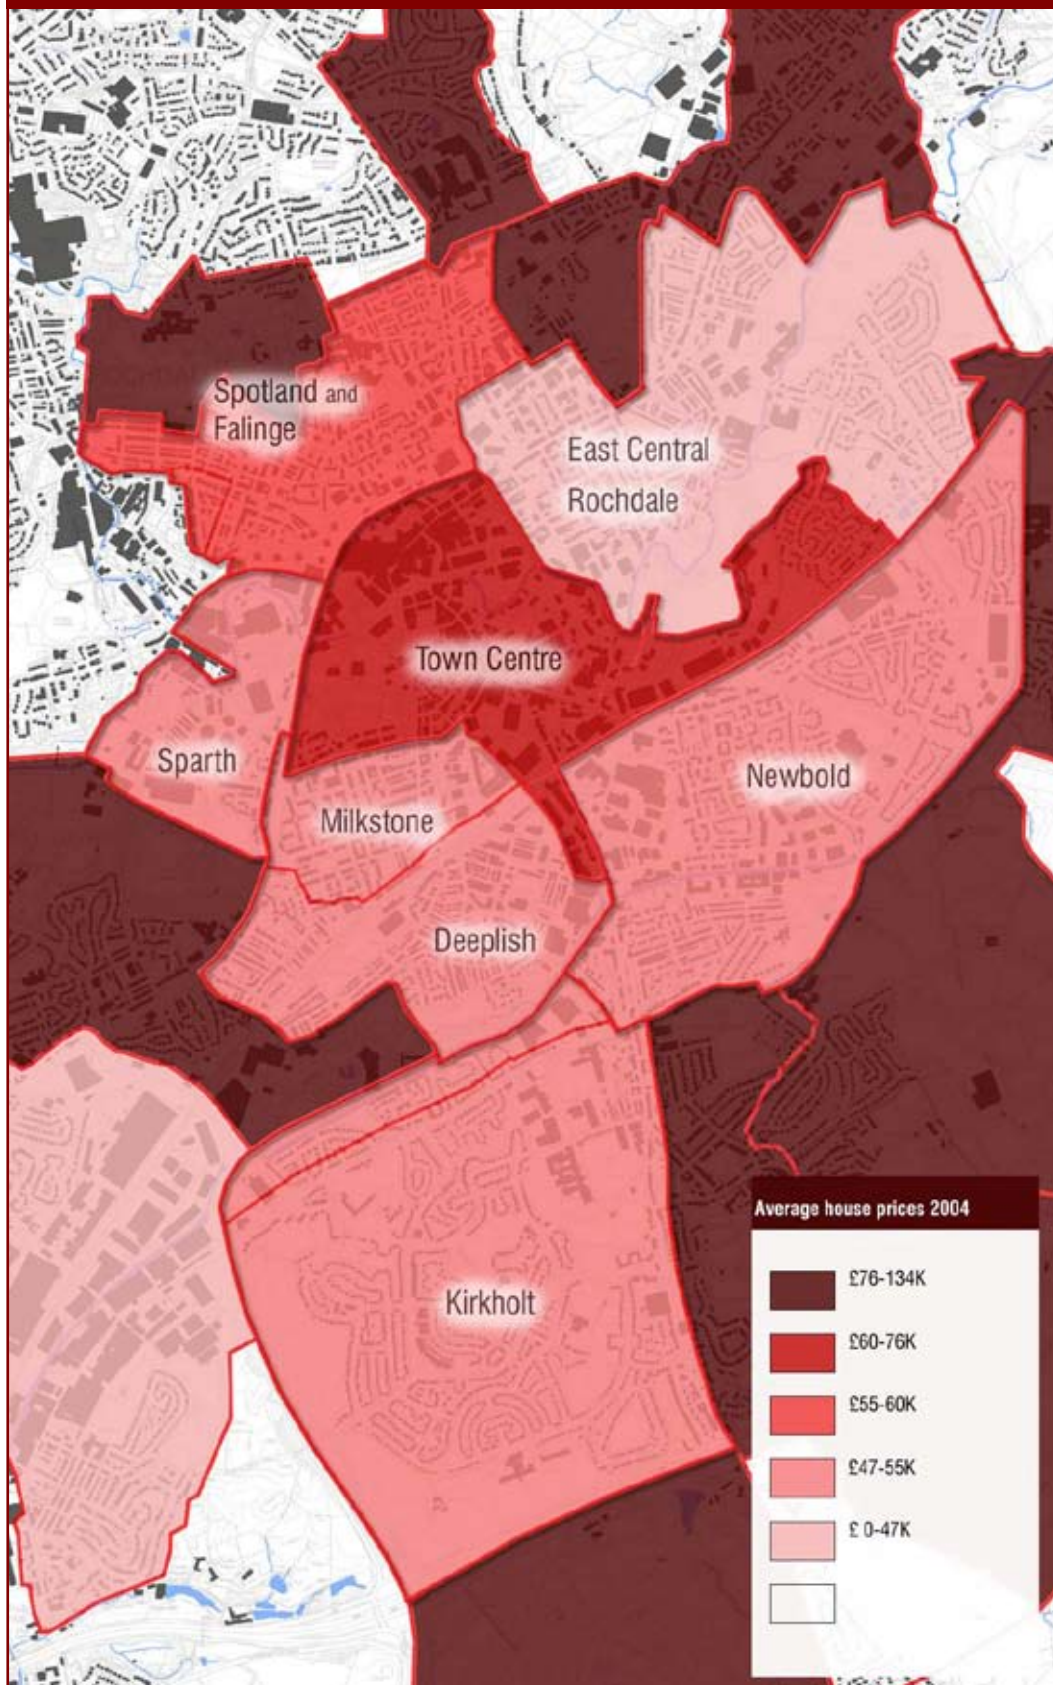 Spotland and
Falinge
East Central
Rochdale
Town Centre
Sparth
Newbold
Milkstone
Deeplish
Kirkholt
Average house prices 2004
£76-134K
£60-76K
£55-60K
£47-55K
£ 0-47K